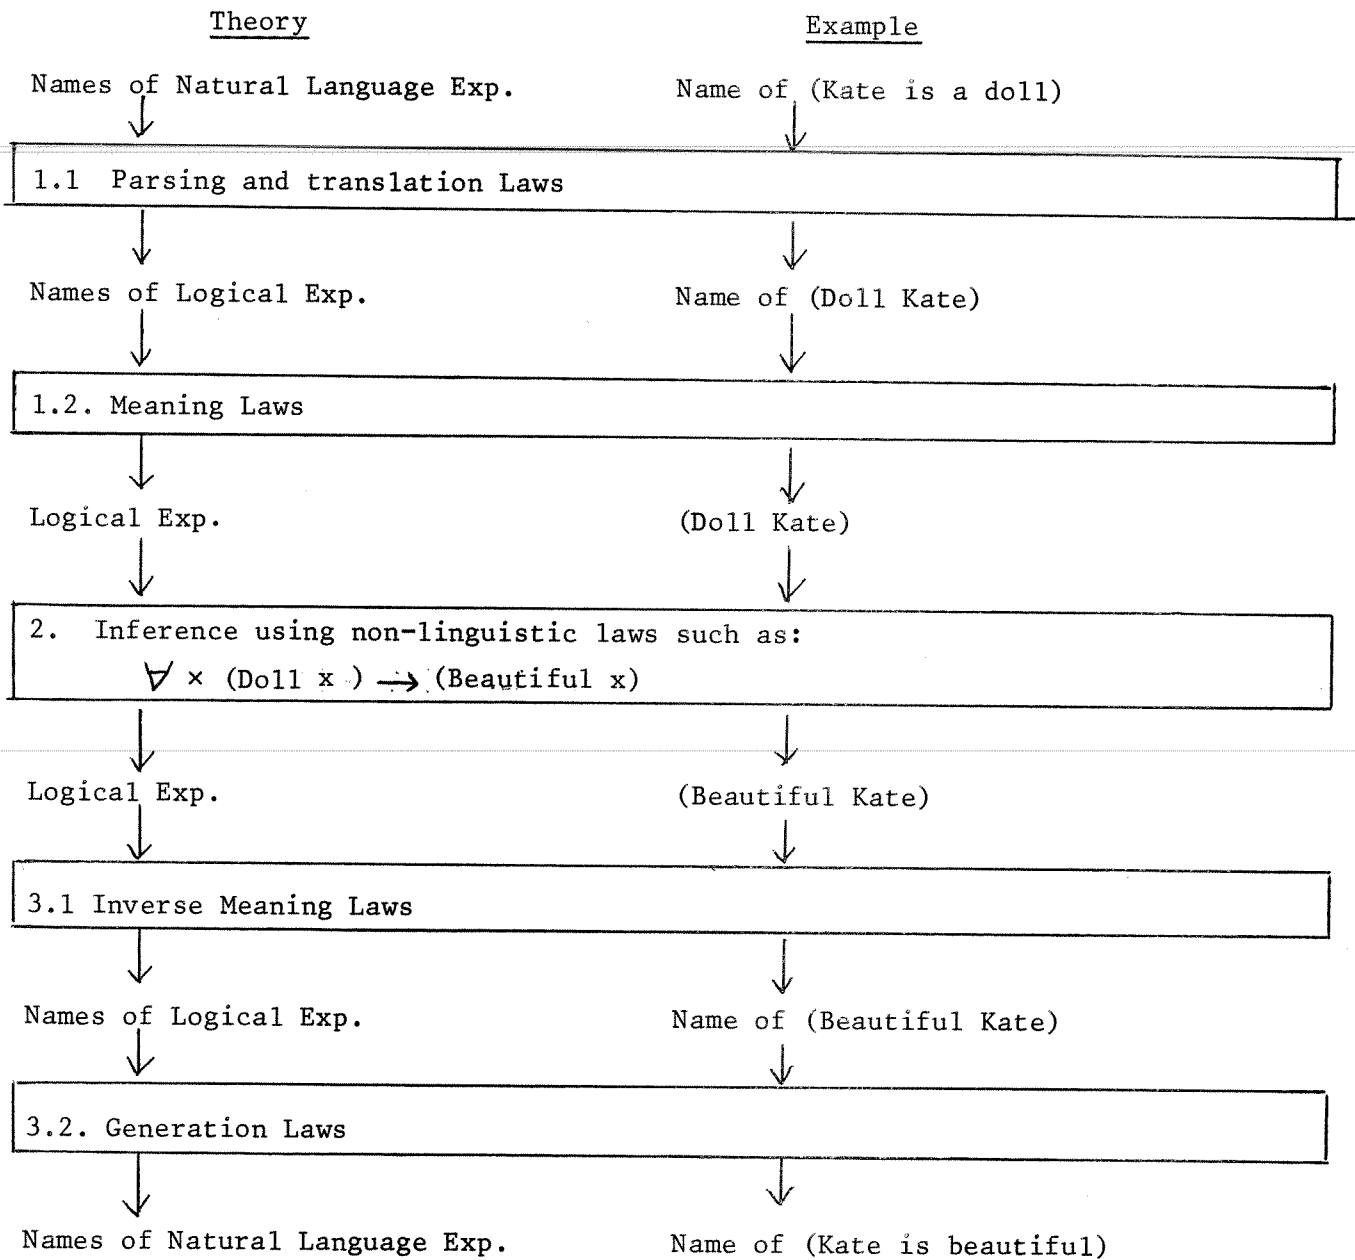 Theory Example
Names of Natural Language Exp. Name of (Kate is a doll)
1.1 Parsing and translation Laws
Names of Logical Exp. Name of (Doll Kate)
1.2. Meaning Laws
Logical Exp. (Doll Kate)
2. Inference using non-linguistic laws such as:
∀ × (Doll x ) → (Beautiful x)
Logical Exp. (Beautiful Kate)
3.1 Inverse Meaning Laws
Names of Logical Exp. Name of (Beautiful Kate)
3.2. Generation Laws
Names of Natural Language Exp. Name of (Kate is beautiful)